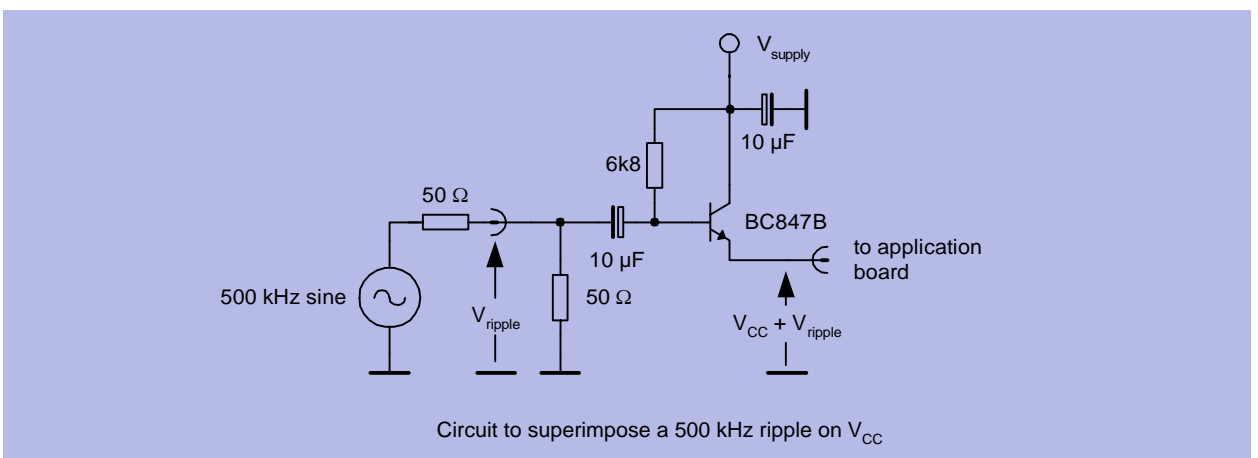 V_supply
10 µF
6k8
50 Ω
BC847B
to application
board
10 µF
500 kHz sine
50 Ω
V_ripple
V_CC + V_ripple
Circuit to superimpose a 500 kHz ripple on V_CC